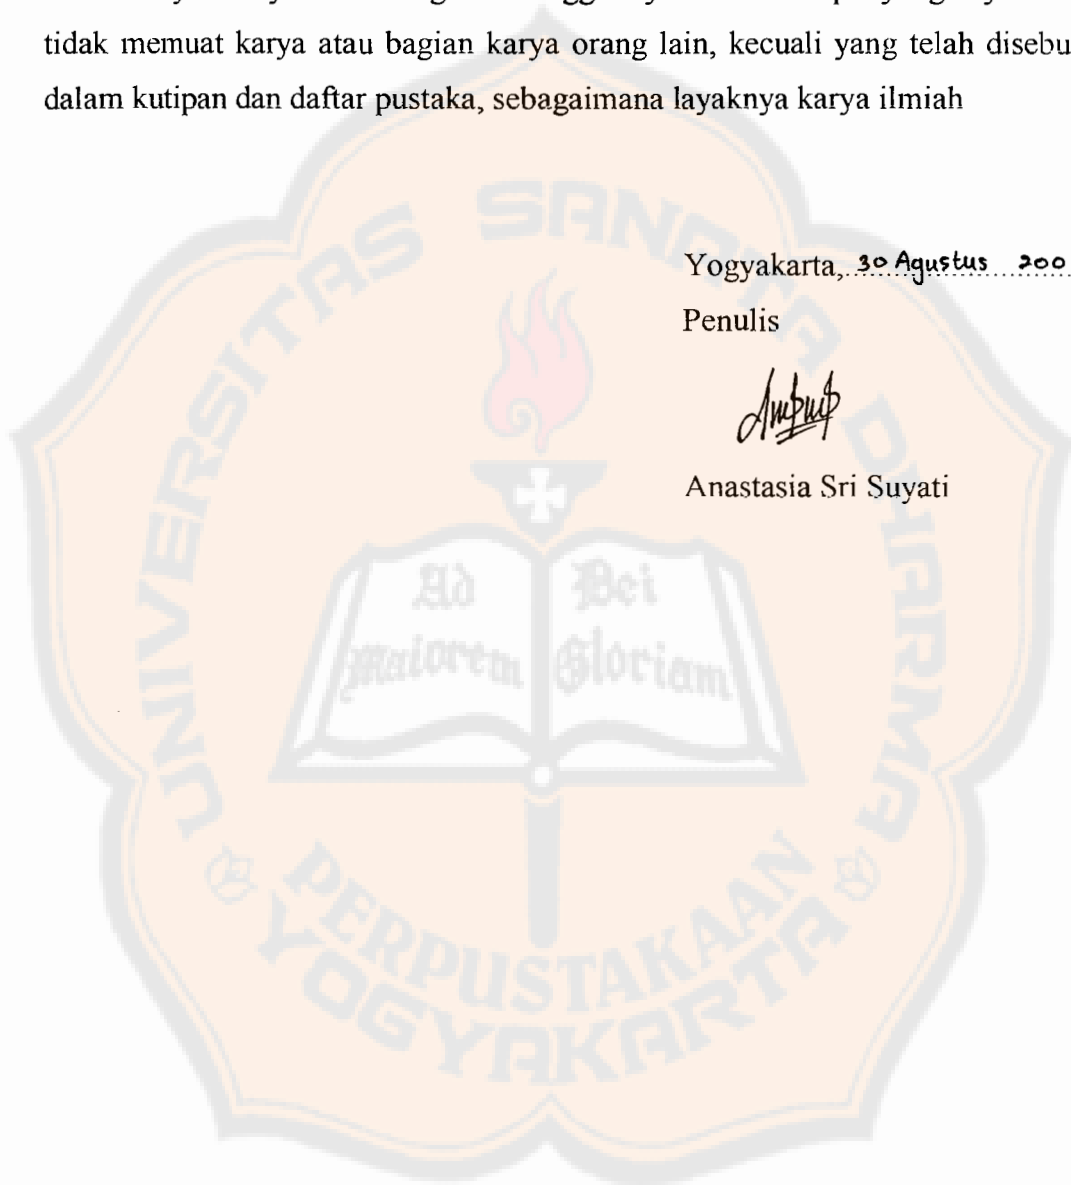 tidak memuat karya atau bagian karya orang lain, kecuali yang telah disebu
dalam kutipan dan daftar pustaka, sebagaimana layaknya karya ilmiah
Yogyakarta, 30 Agustus 200
Penulis
Anastasia Sri Suyati
UNIVERSITAS SANATA DHARMA
Ad Dei
Maiorem Gloriam
PERPUSTAKAAN
YOGYAKARTA